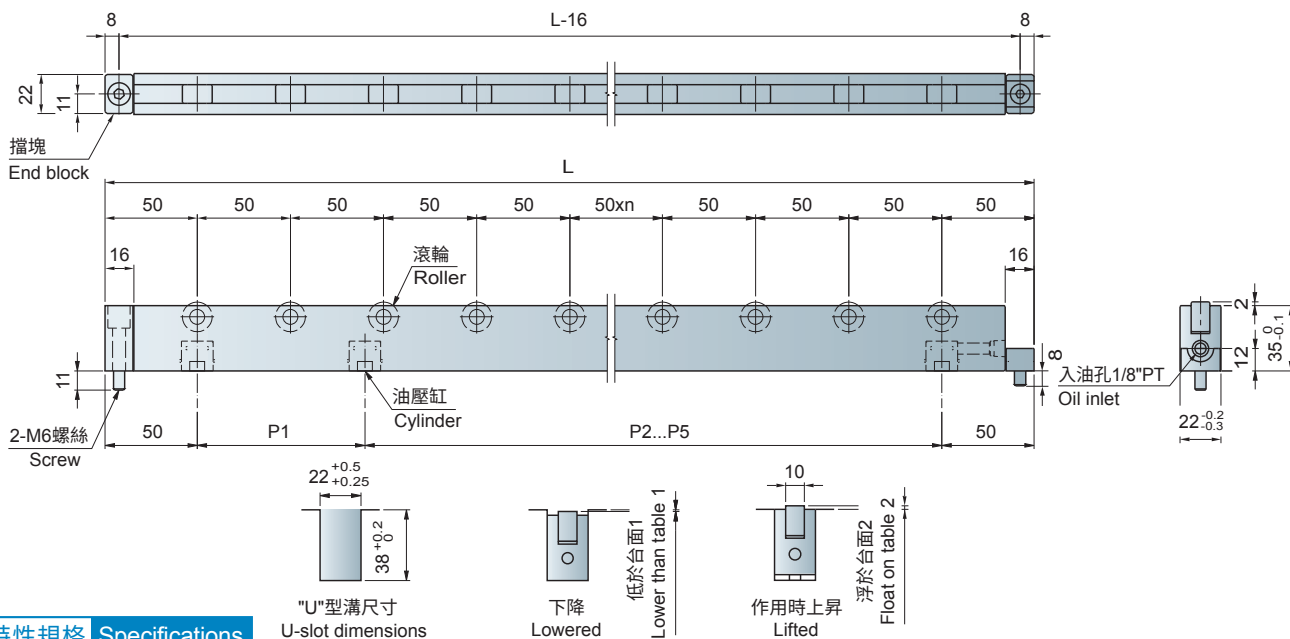 8
L-16
8
22
11
擋塊
End block
L
50
50
50
50
50
50xn
50
50
50
50
16
滾輪
Roller
16
11
8
2
12
35 0 -0.1
油壓缸
Cylinder
入油孔1/8"PT
Oil inlet
22 -0.2 -0.3
2-M6螺絲
Screw
50
P1
P2...P5
50
22 +0.5 +0.25
38 +0.2 0
"U"型溝尺寸
U-slot dimensions
低於台面1
Lower than table 1
下降
Lowered
10
浮於台面2
Float on table 2
作用時上昇
Lifted
特性規格 Specifications